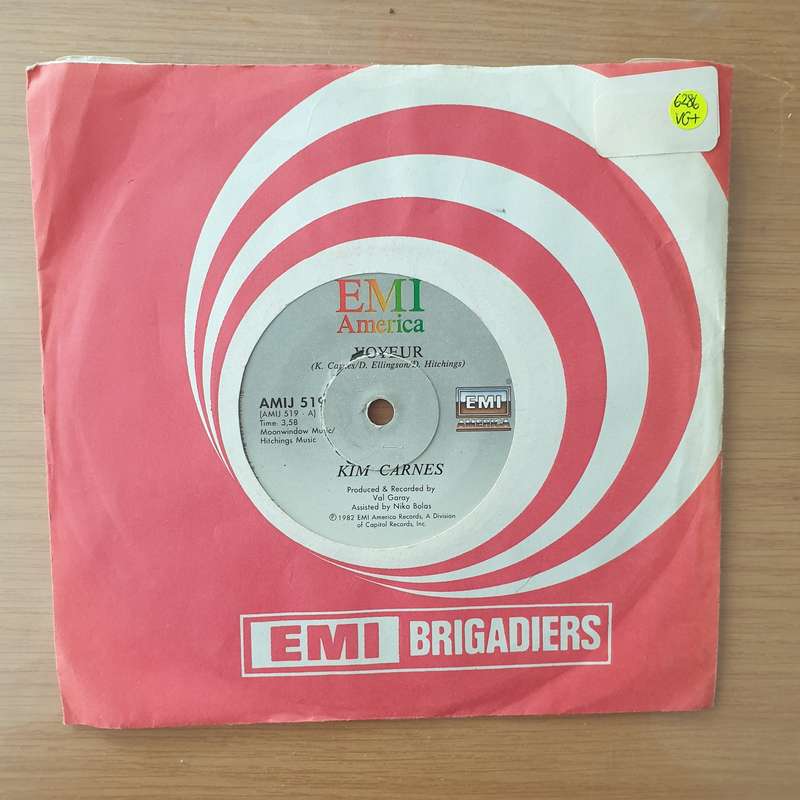 6286
VG+
EMI
America
VOYEUR
(K. Carnes/D. Ellingson/D. Hitchings)
AMIJ 519
[AMIJ 519 - A]
Time: 3,58
Moonwindow Music/
Hitchings Music
EMI
AMERICA
KIM CARNES
Produced & Recorded by
Val Garay
Assisted by Niko Bolas
℗ 1982 EMI America Records, A Division
of Capitol Records, Inc.
EMI BRIGADIERS